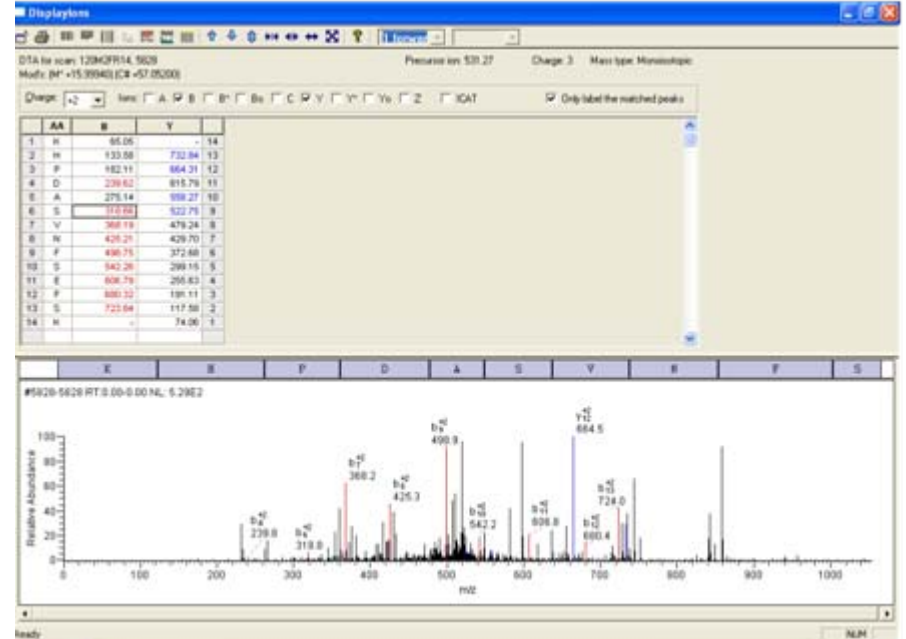 DisplayIons
DTA for scan: 120M2FR14, 5828 Precursor ion: 531.27 Charge: 3 Mass type: Monoisotopic
Mod's: (M* +15.99940) (C# +57.05200)
Charge: +2 Ions: A B B* Bo C Y Y* Yo Z ICAT Only label the matched peaks
AA B Y
1 K 65.05 - 14
2 H 133.58 732.84 13
3 P 182.11 664.31 12
4 D 239.62 615.79 11
5 A 275.14 558.27 10
6 S 318.66 522.75 9
7 V 368.19 479.24 8
8 N 425.21 429.70 7
9 F 498.75 372.68 6
10 S 542.26 299.15 5
11 E 606.79 255.63 4
12 F 680.32 191.11 3
13 S 723.84 117.58 2
14 K - 74.06 1
K H P D A S V N F S
#5828-5828 RT:0.00-0.00 NL: 5.29E2
Relative Abundance
100
80
60
40
20
0
239.8
319.0
368.2
425.3
498.9
542.2
606.8
664.5
680.4
724.0
0 100 200 300 400 500 600 700 800 900 1000
m/z
Ready NUM